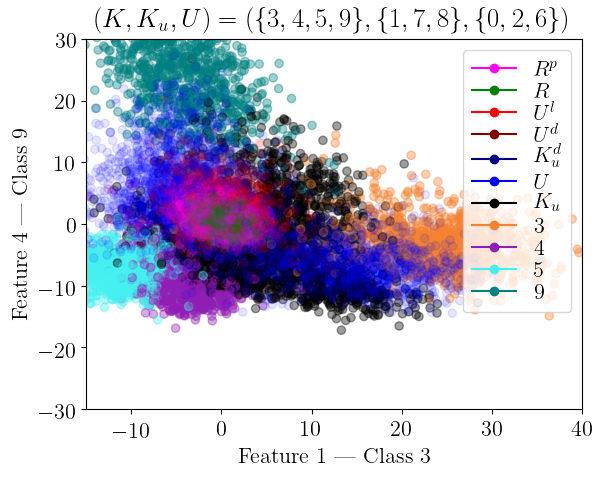 (K, K_u, U) = ({3, 4, 5, 9}, {1, 7, 8}, {0, 2, 6})
30
20
10
0
−10
−20
−30
Feature 4 — Class 9
R^p
R
U^l
U^d
K_u^d
U
K_u
3
4
5
9
−10
0
10
20
30
40
Feature 1 — Class 3